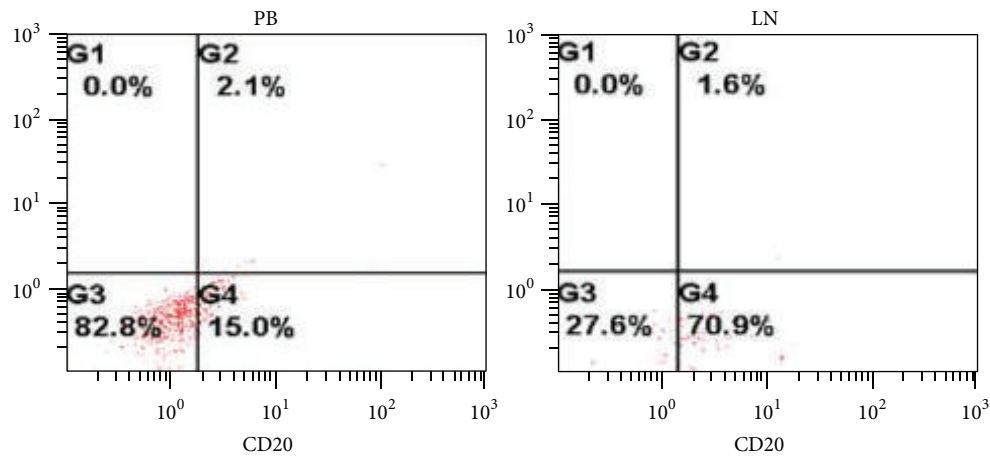 PB LN
10³ 10³
G1 G2 G1 G2
0.0% 2.1% 0.0% 1.6%
10² 10²
10¹ 10¹
10⁰ 10⁰
G3 G4 G3 G4
82.8% 15.0% 27.6% 70.9%
10⁰ 10¹ 10² 10³ 10⁰ 10¹ 10² 10³
CD20 CD20